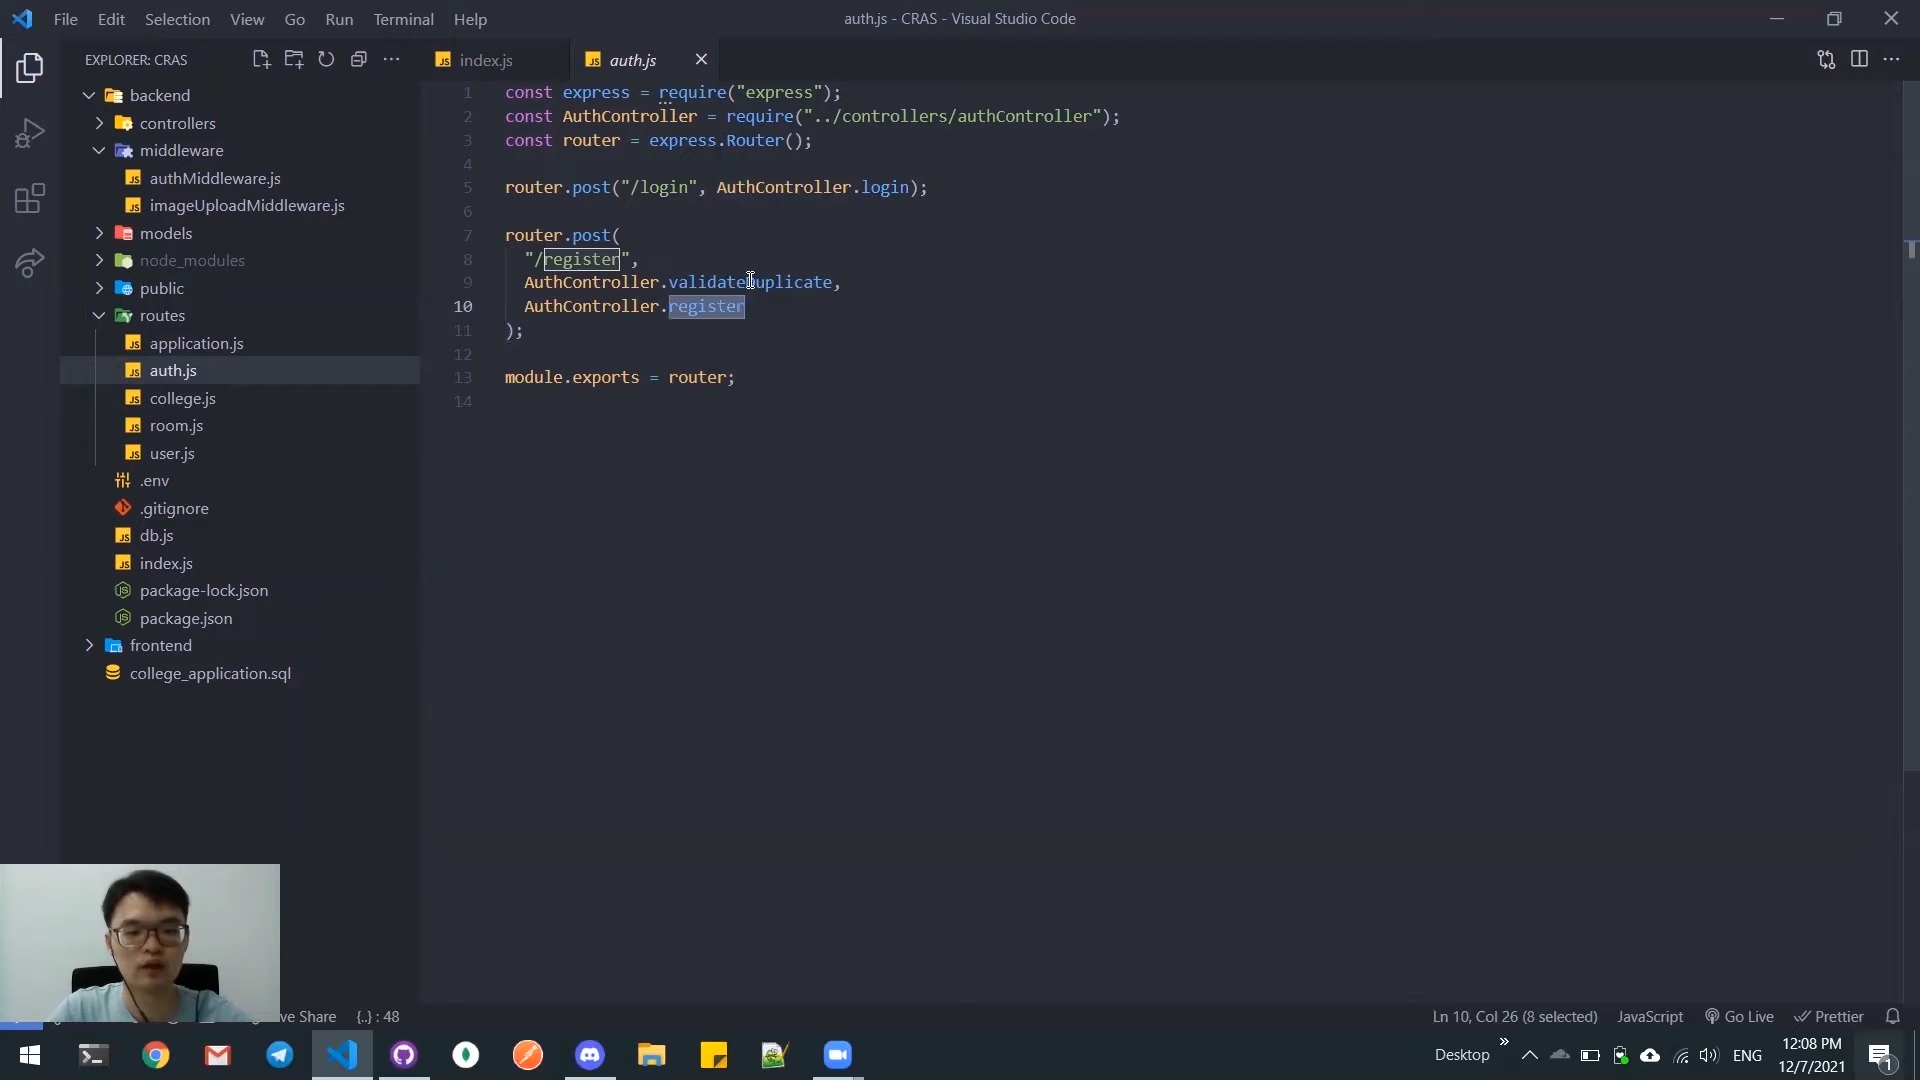 File Edit Selection View Go Run Terminal Help
auth.js - CRAS - Visual Studio Code
EXPLORER: CRAS
backend
controllers
middleware
authMiddleware.js
imageUploadMiddleware.js
models
node_modules
public
routes
application.js
auth.js
college.js
room.js
user.js
.env
.gitignore
db.js
index.js
package-lock.json
package.json
frontend
college_application.sql
index.js
auth.js
1 const express = require("express");
2 const AuthController = require("../controllers/authController");
3 const router = express.Router();
4
5 router.post("/login", AuthController.login);
6
7 router.post(
8 "/register",
9 AuthController.validateDuplicate,
10 AuthController.register
11 );
12
13 module.exports = router;
14
ve Share {..} : 48
Ln 10, Col 26 (8 selected) JavaScript Go Live Prettier
Desktop ENG
12:08 PM
12/7/2021
1